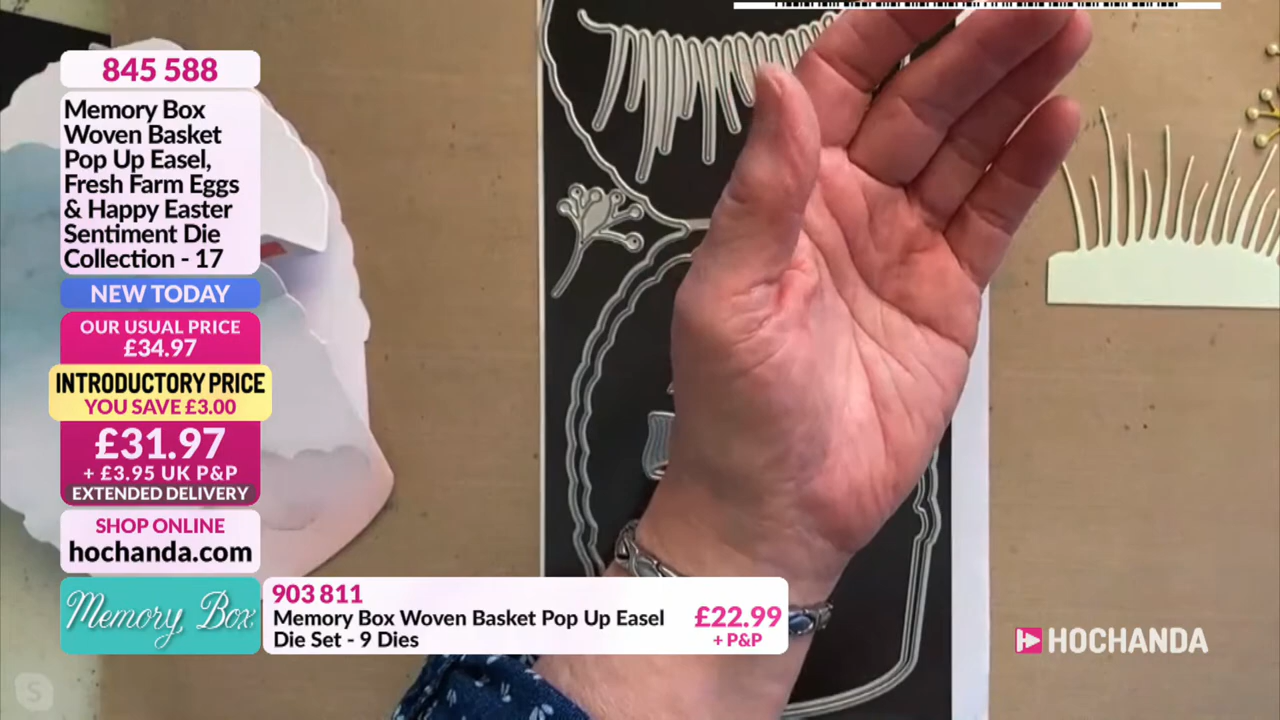 845 588
Memory Box
Woven Basket
Pop Up Easel,
Fresh Farm Eggs
& Happy Easter
Sentiment Die
Collection - 17
NEW TODAY
OUR USUAL PRICE
£34.97
INTRODUCTORY PRICE
YOU SAVE £3.00
£31.97
+ £3.95 UK P&P
EXTENDED DELIVERY
SHOP ONLINE
hochanda.com
Memory Box
903 811
Memory Box Woven Basket Pop Up Easel
Die Set - 9 Dies
£22.99
+ P&P
HOCHANDA
S